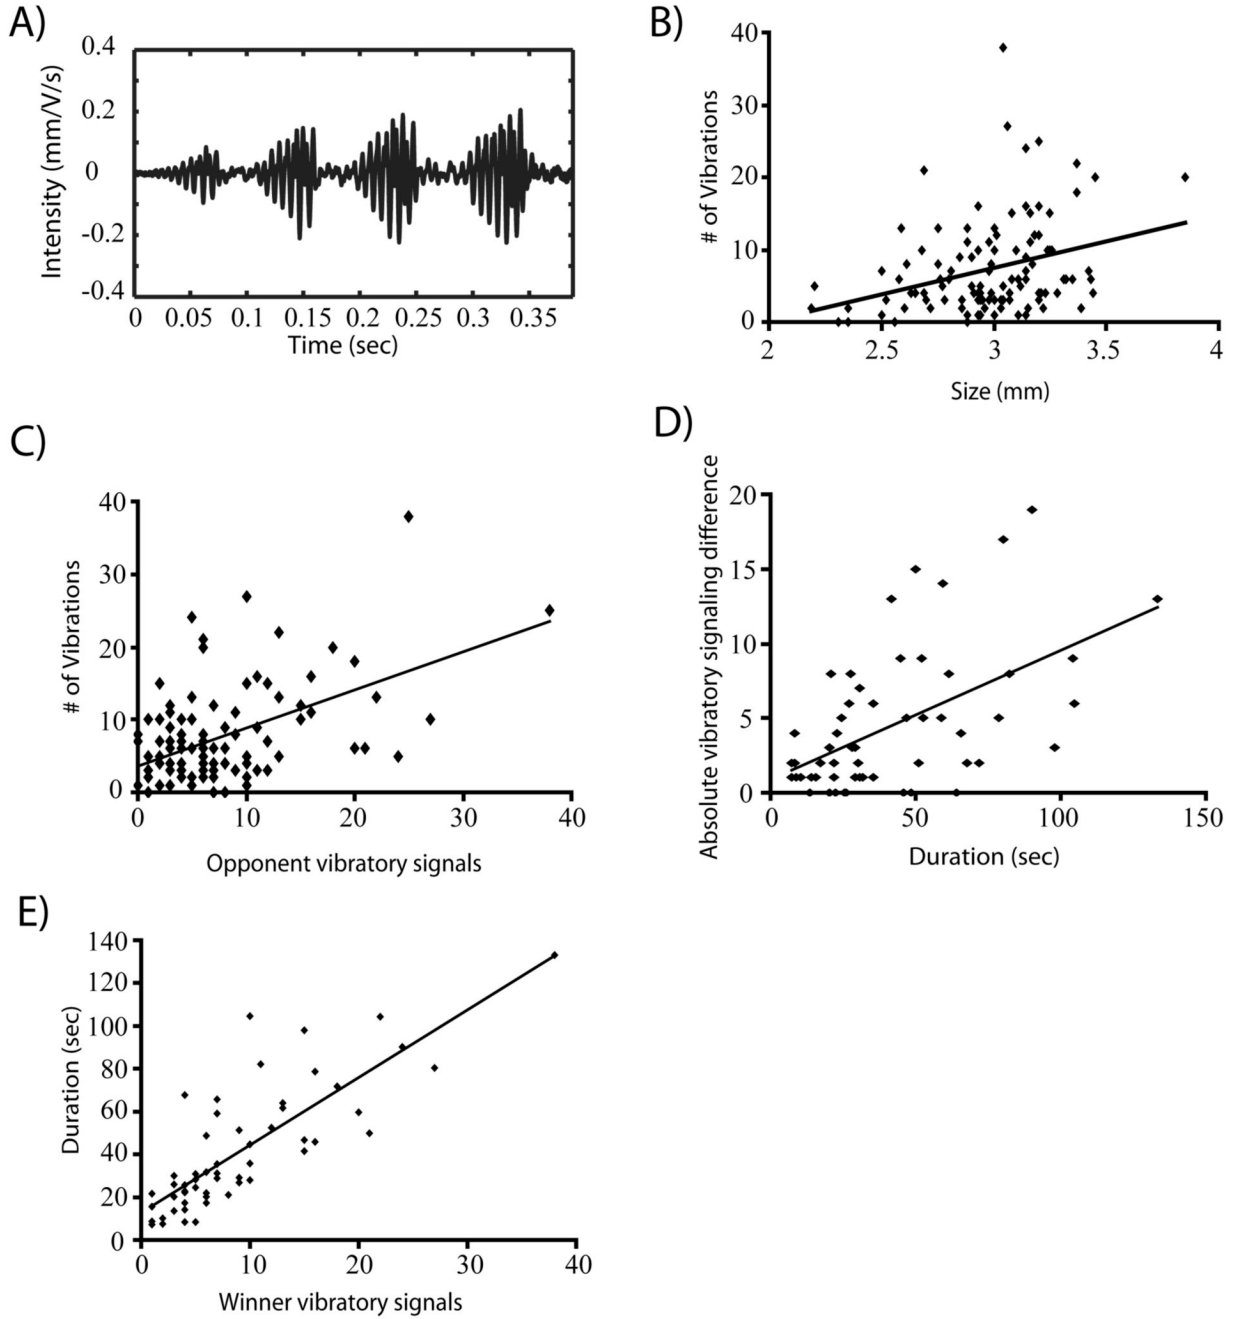 A)
0.4
0.2
0
-0.2
-0.4
Intensity (mm/V/s)
0 0.05 0.1 0.15 0.2 0.25 0.3 0.35
Time (sec)
B)
40
30
20
10
0
# of Vibrations
2 2.5 3 3.5 4
Size (mm)
C)
40
30
20
10
0
# of Vibrations
0 10 20 30 40
Opponent vibratory signals
D)
20
15
10
5
0
Absolute vibratory signaling difference
0 50 100 150
Duration (sec)
E)
140
120
100
80
60
40
20
0
Duration (sec)
0 10 20 30 40
Winner vibratory signals